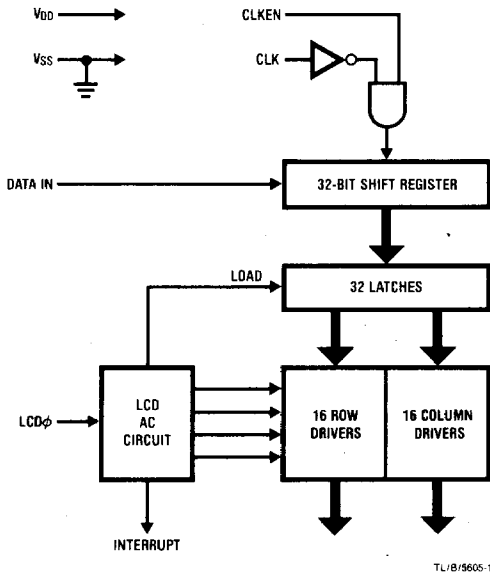 VDD
CLKEN
VSS
CLK
DATA IN
32-BIT SHIFT REGISTER
LOAD
32 LATCHES
LCDϕ
LCD
AC
CIRCUIT
16 ROW
DRIVERS
16 COLUMN
DRIVERS
INTERRUPT
TL/B/5605-1